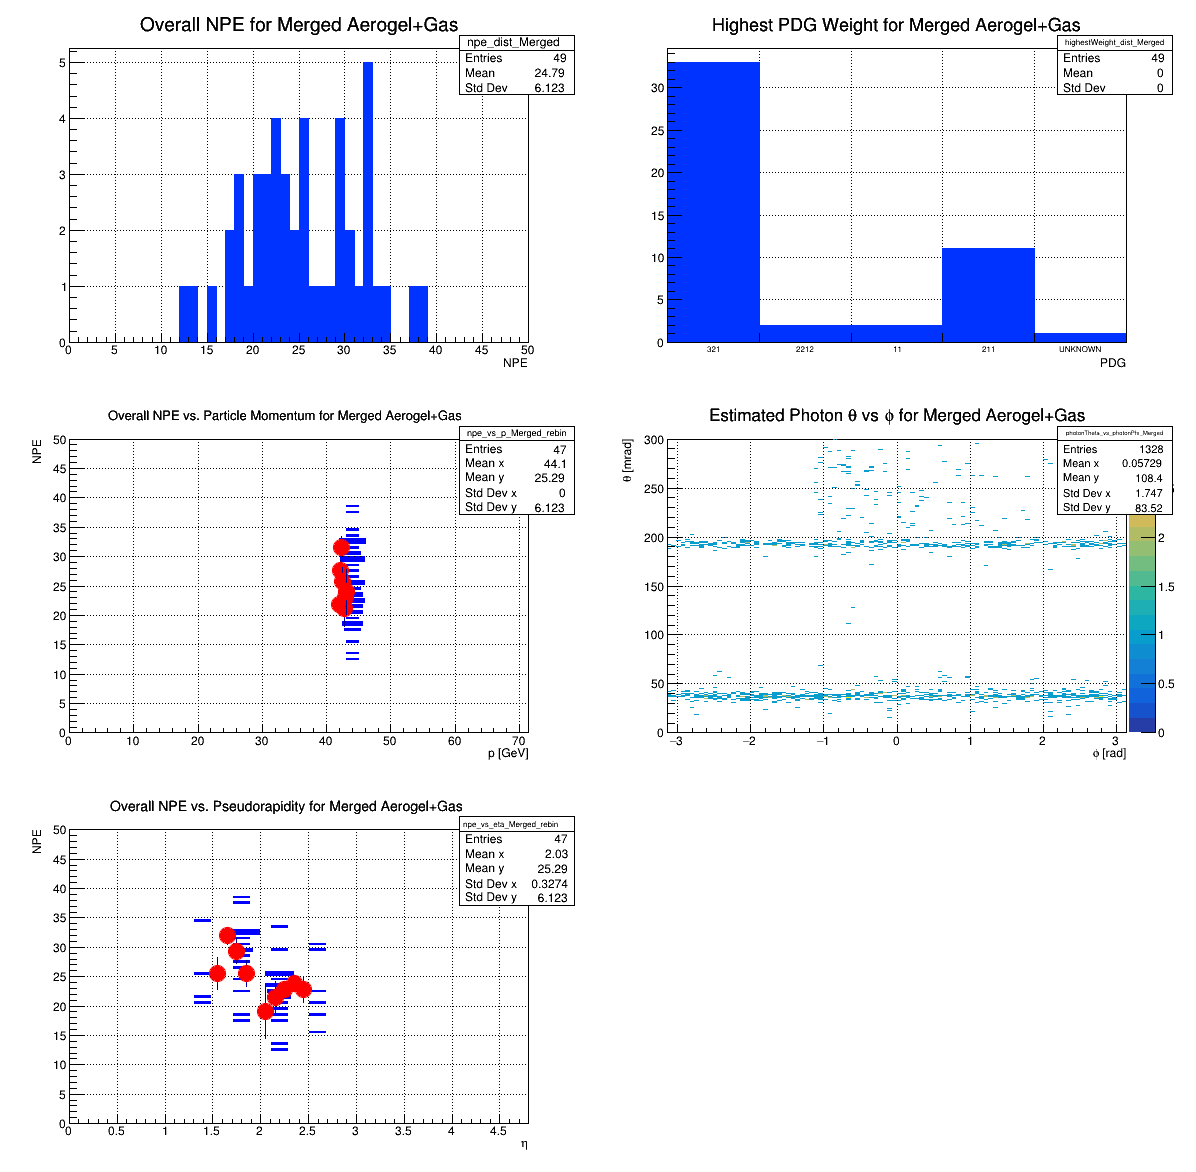 Overall NPE for Merged Aerogel+Gas
npe_dist_Merged
Entries 49
Mean 24.79
Std Dev 6.123
5
4
3
2
1
0
0 5 10 15 20 25 30 35 40 45 50
NPE
Highest PDG Weight for Merged Aerogel+Gas
highestWeight_dist_Merged
Entries 49
Mean 0
Std Dev 0
30
25
20
15
10
5
0
321 2212 11 211 UNKNOWN
PDG
Overall NPE vs. Particle Momentum for Merged Aerogel+Gas
NPE
npe_vs_p_Merged_rebin
Entries 47
Mean x 44.1
Mean y 25.29
Std Dev x 0
Std Dev y 6.123
50
45
40
35
30
25
20
15
10
5
0
0 10 20 30 40 50 60 70
p [GeV]
Estimated Photon θ vs ϕ for Merged Aerogel+Gas
θ [mrad]
photonTheta_vs_photonPhi_Merged
Entries 1328
Mean x 0.05729
Mean y 108.4
Std Dev x 1.747
Std Dev y 83.52
300
250
200
150
100
50
0
−3 −2 −1 0 1 2 3
ϕ [rad]
2
1.5
1
0.5
0
Overall NPE vs. Pseudorapidity for Merged Aerogel+Gas
NPE
npe_vs_eta_Merged_rebin
Entries 47
Mean x 2.03
Mean y 25.29
Std Dev x 0.3274
Std Dev y 6.123
50
45
40
35
30
25
20
15
10
5
0
0 0.5 1 1.5 2 2.5 3 3.5 4 4.5
η